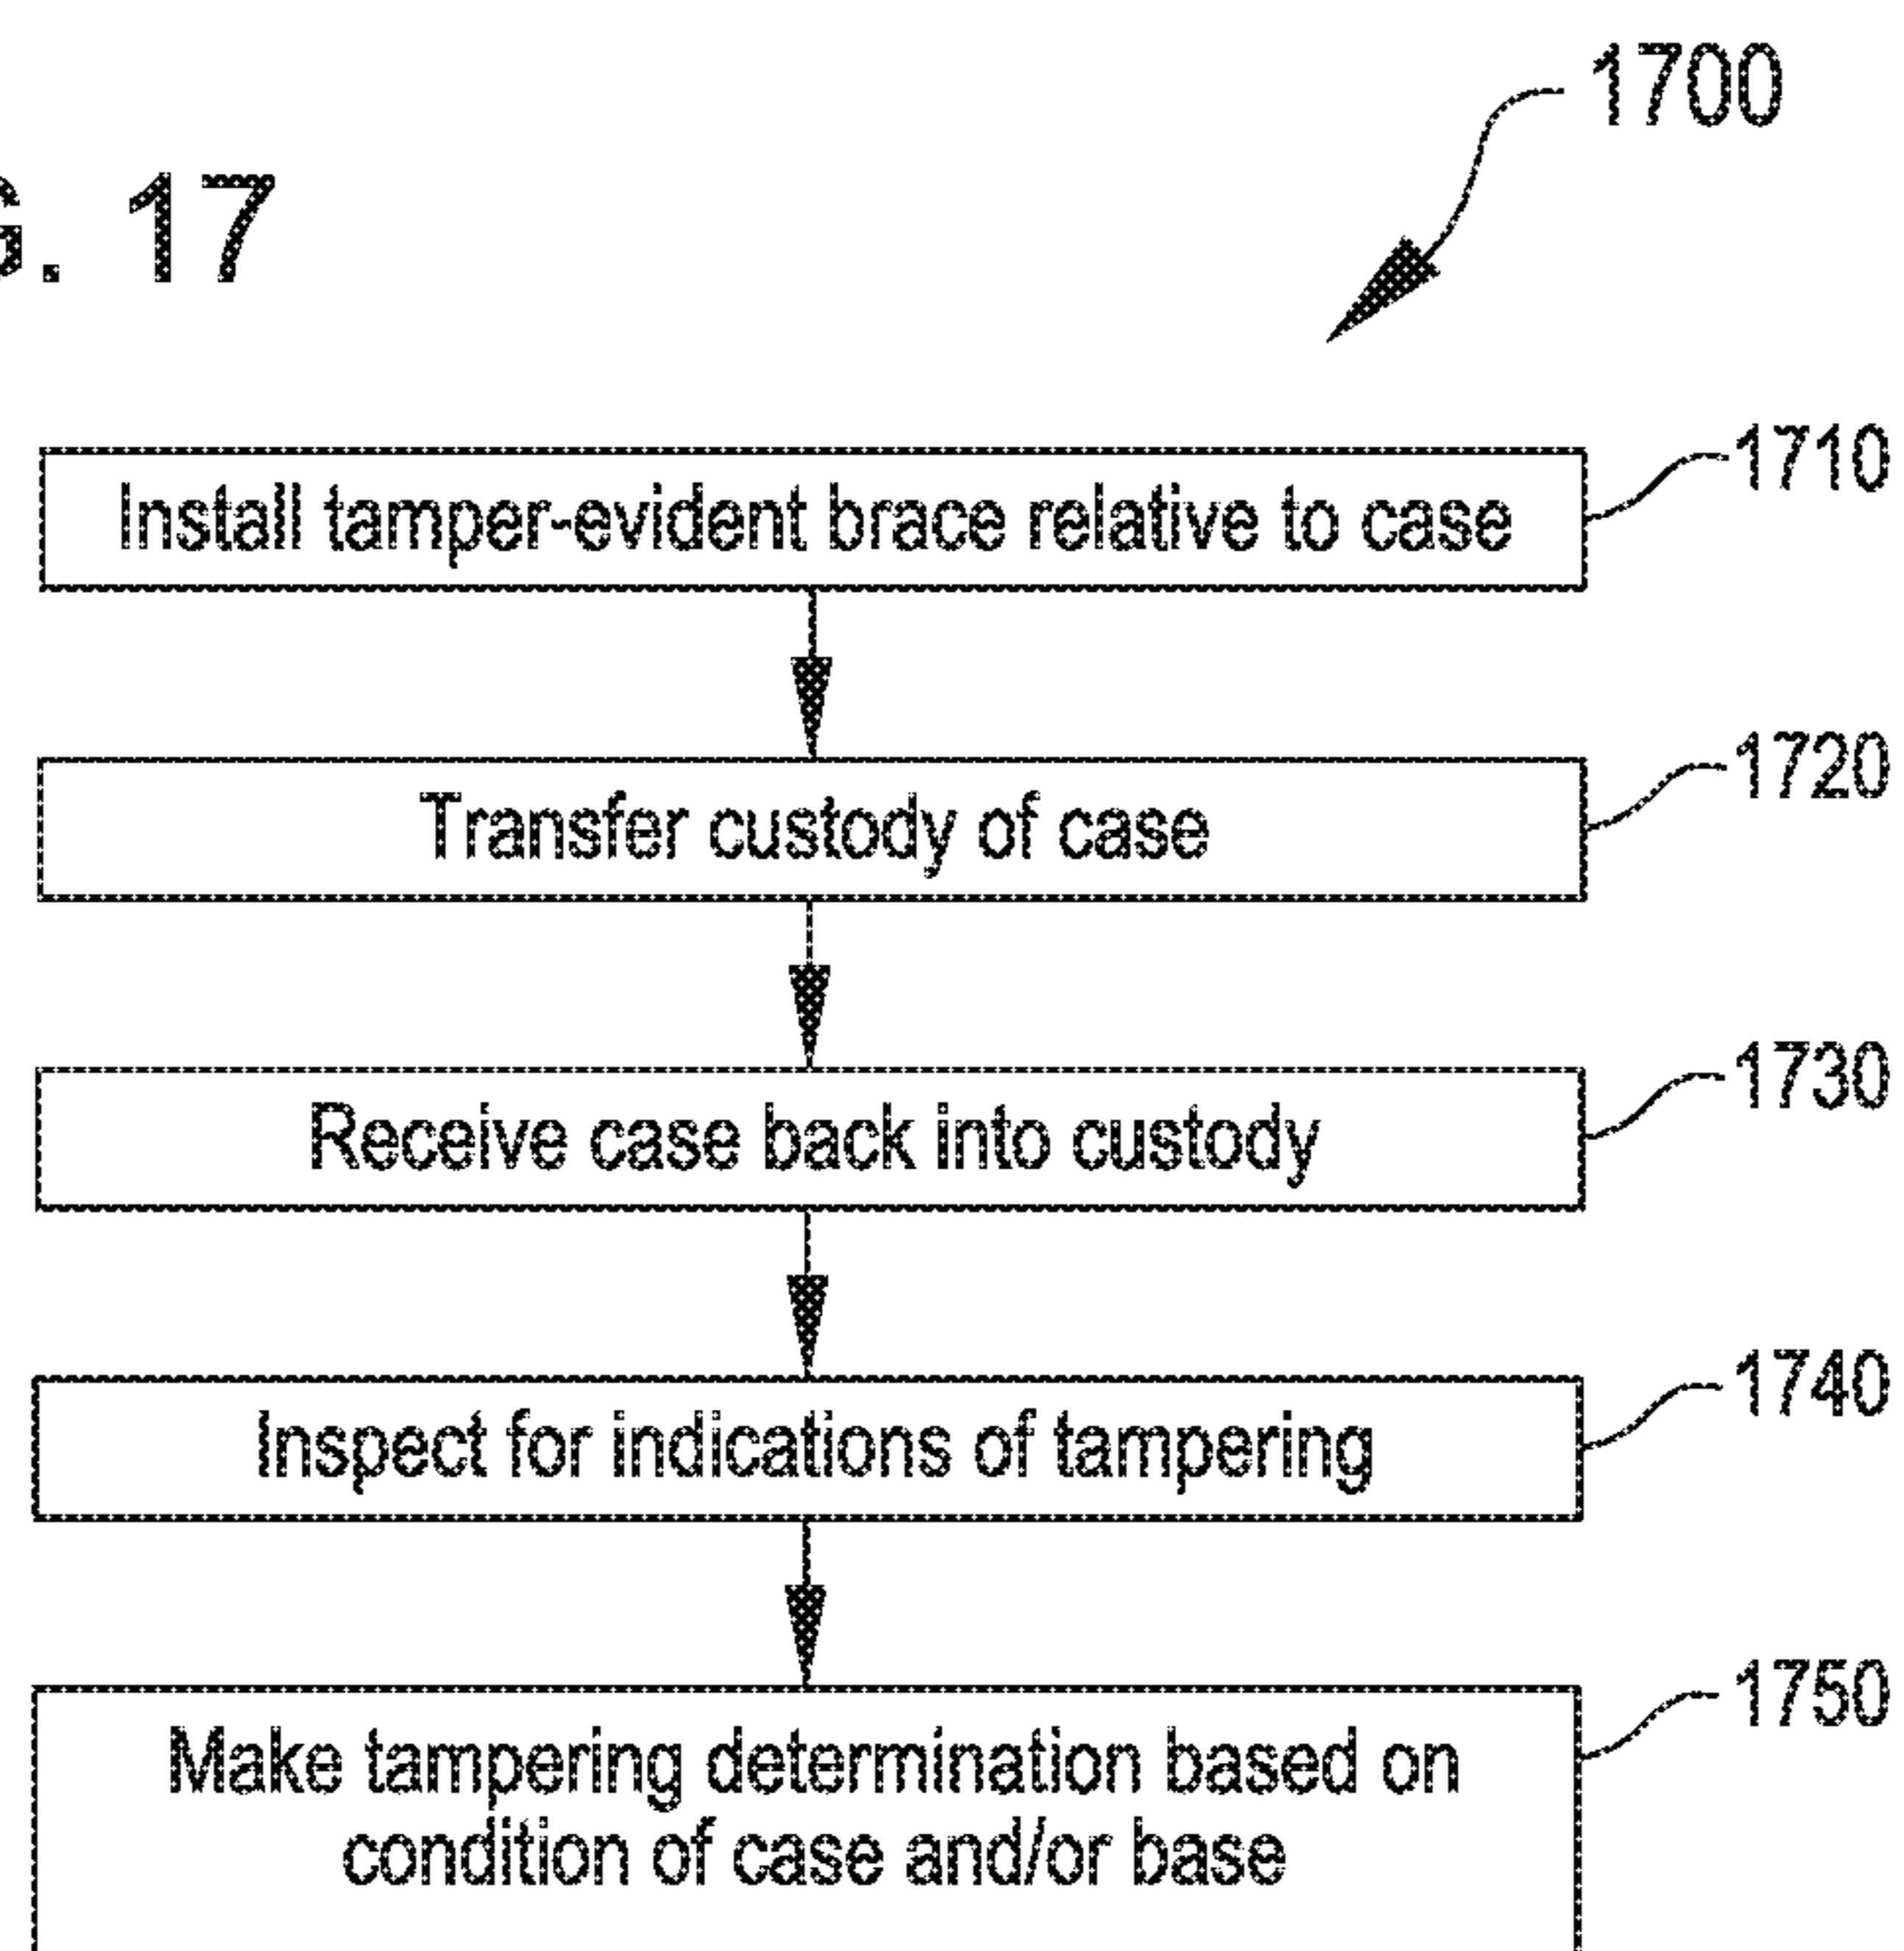 1700
G. 17
Install tamper-evident brace relative to case
1710
Transfer custody of case
1720
Receive case back into custody
1730
Inspect for indications of tampering
1740
Make tampering determination based on
condition of case and/or base
1750